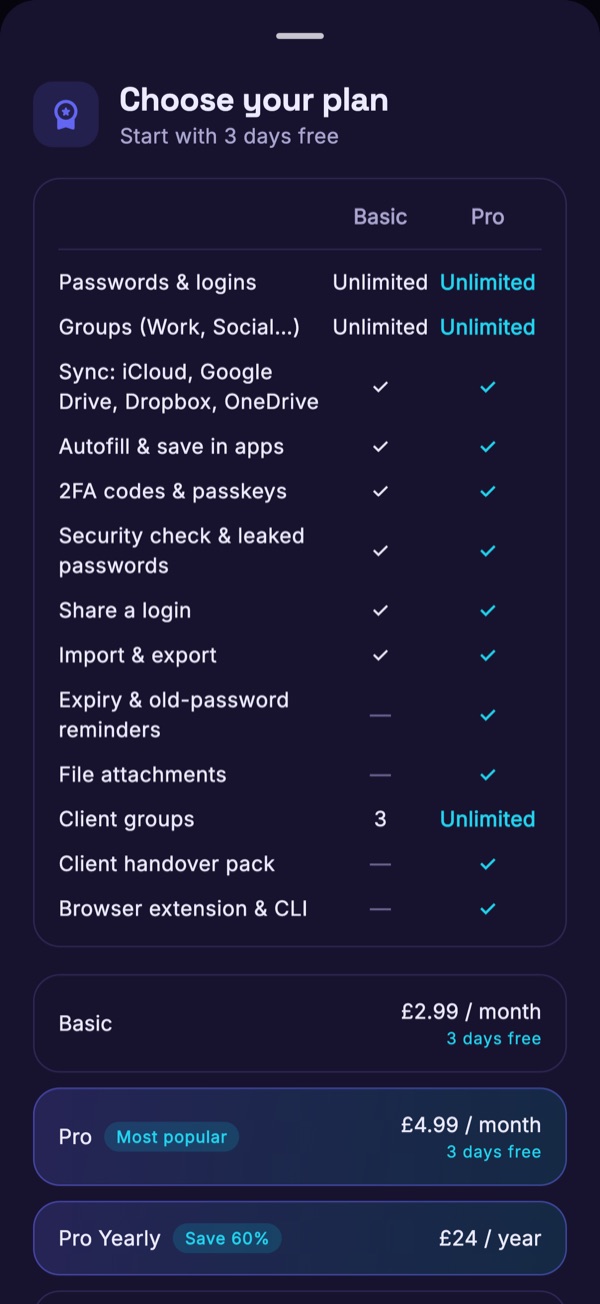 Choose your plan
Start with 3 days free
Basic Pro
Passwords & logins Unlimited Unlimited
Groups (Work, Social...) Unlimited Unlimited
Sync: iCloud, Google
Drive, Dropbox, OneDrive ✓ ✓
Autofill & save in apps ✓ ✓
2FA codes & passkeys ✓ ✓
Security check & leaked
passwords ✓ ✓
Share a login ✓ ✓
Import & export ✓ ✓
Expiry & old-password
reminders — ✓
File attachments — ✓
Client groups 3 Unlimited
Client handover pack — ✓
Browser extension & CLI — ✓
Basic £2.99 / month
3 days free
Pro Most popular £4.99 / month
3 days free
Pro Yearly Save 60% £24 / year